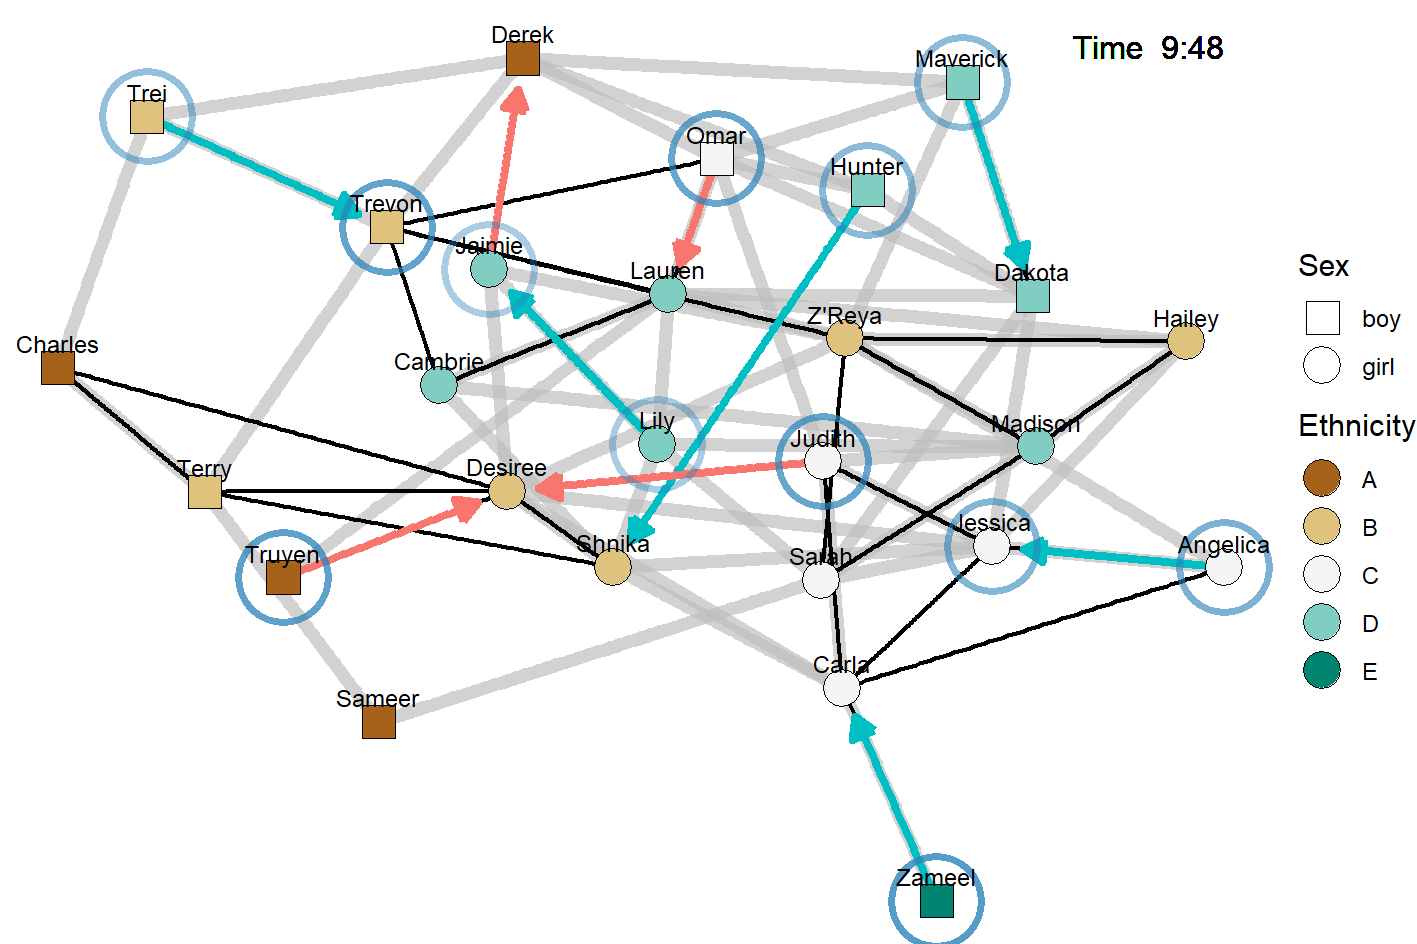 Derek
Time 9:48
Maverick
Trei
Omar
Hunter
Trevon
Jaimie
Lauren
Dakota
Z'Reya
Hailey
Charles
Cambrie
Lily
Judith
Madison
Terry
Desiree
Truyen
Shnika
Sarah
Jessica
Angelica
Carla
Sameer
Zameel
Sex
boy
girl
Ethnicity
A
B
C
D
E